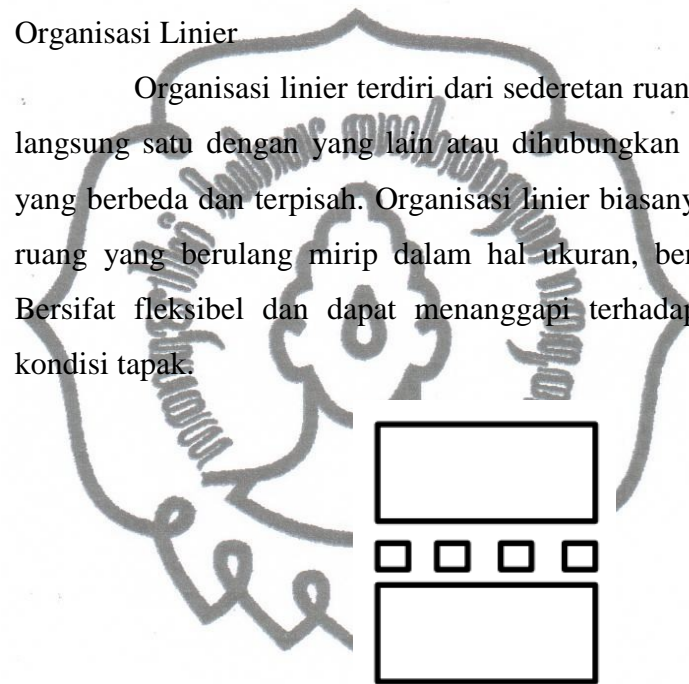 Organisasi Linier
Organisasi linier terdiri dari sederetan ruan
langsung satu dengan yang lain atau dihubungkan
yang berbeda dan terpisah. Organisasi linier biasany
ruang yang berulang mirip dalam hal ukuran, ben
Bersifat fleksibel dan dapat menanggapi terhadap
kondisi tapak.